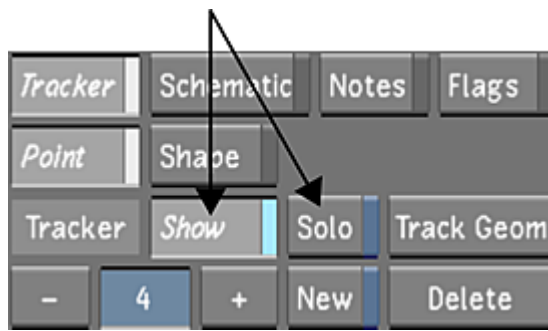 Tracker Schematic Notes Flags
Point Shape
Tracker Show Solo Track Geom
- 4 + New Delete